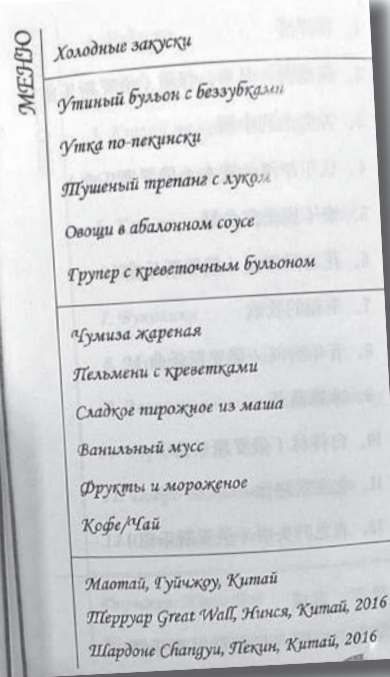 МЕНЮ
Холодные закуски
Утиный бульон с беззубками
Утка по-пекински
Тушеный трепанг с луком
Овощи в абалонном соусе
Групер с креветочным бульоном
Чумиза жареная
Пельмени с креветками
Сладкое пирожное из маша
Ванильный мусс
Фрукты и мороженое
Кофе/Чай
Маотай, Гуйчжоу, Китай
Терруар Great Wall, Нинся, Китай, 2016
Шардоне Changyu, Пекин, Китай, 2016